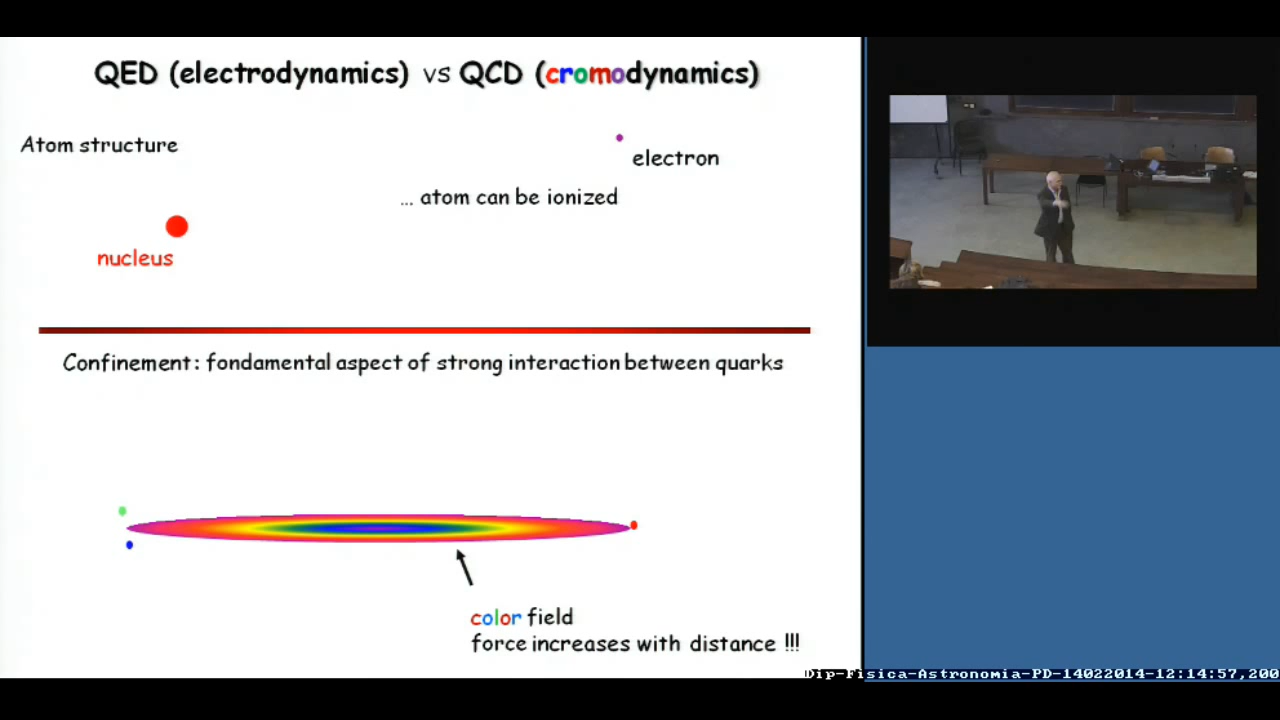 QED (electrodynamics) vs QCD (cromodynamics)
Atom structure
electron
... atom can be ionized
nucleus
Confinement: fondamental aspect of strong interaction between quarks
color field
force increases with distance !!!
Dip-Fisica-Astronomia-PD-14022014-12:14:57,200